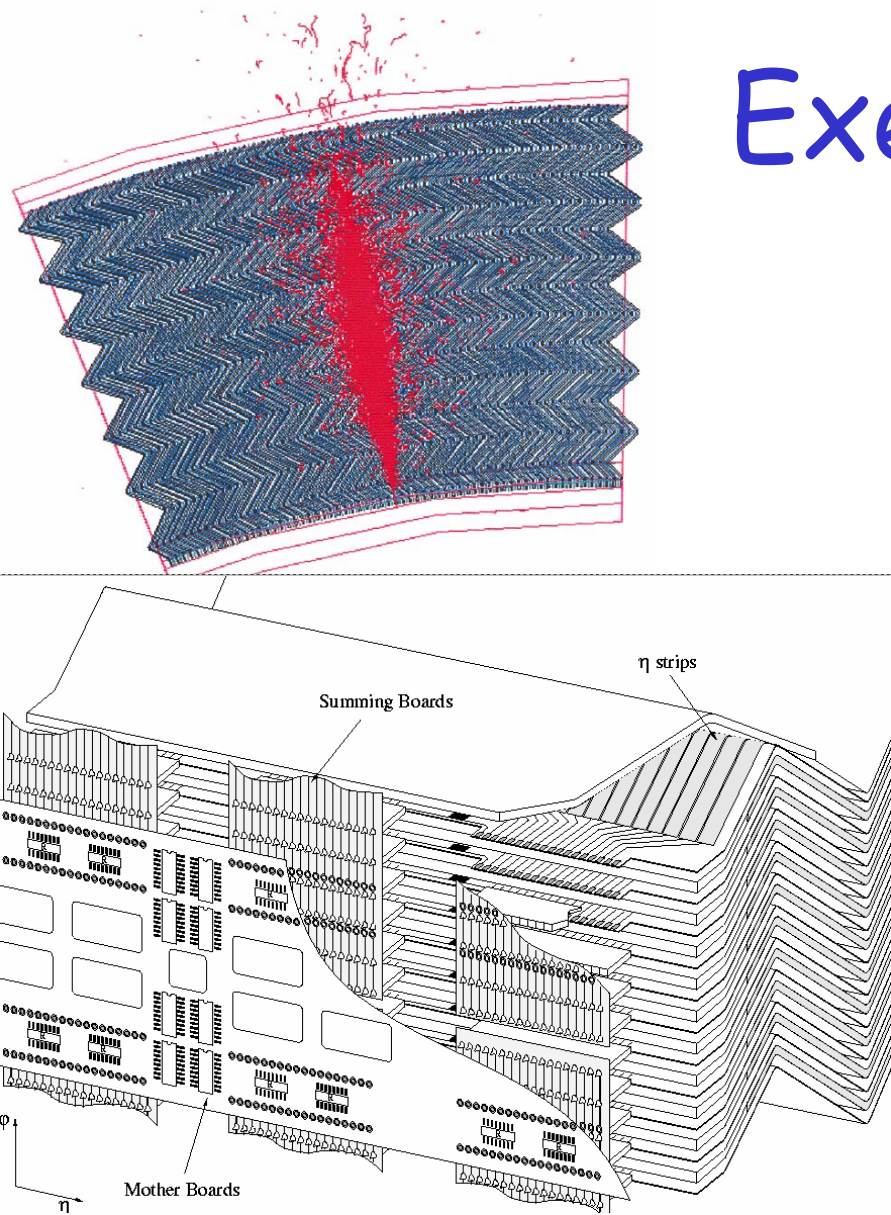 Exe
η strips
Summing Boards
φ
η
Mother Boards